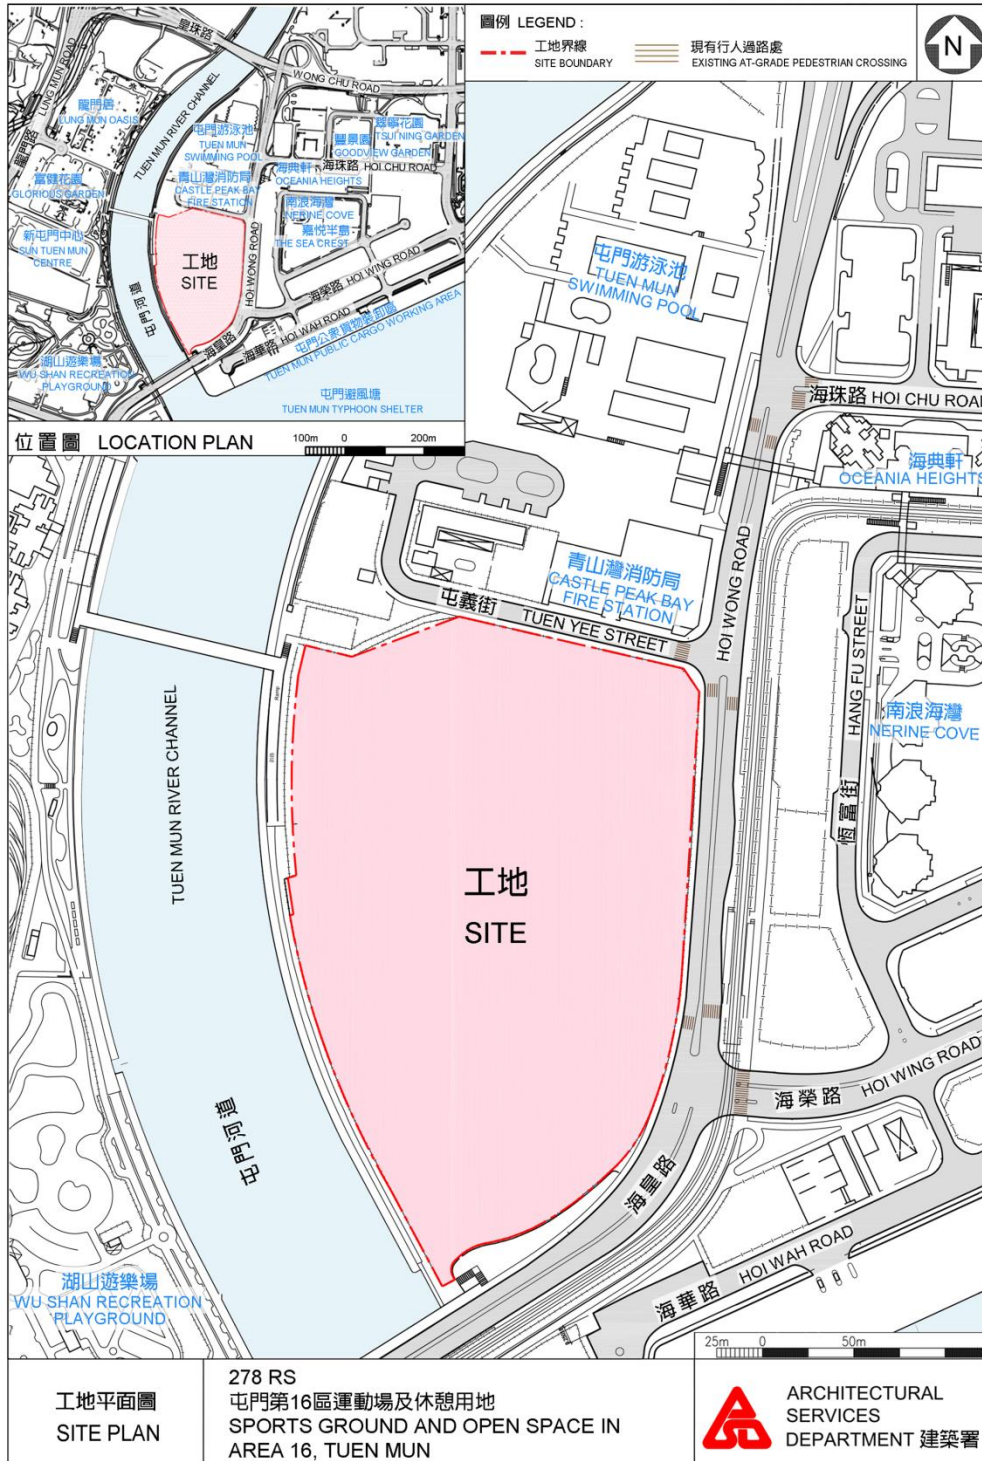 圖例 LEGEND :
工地界線
SITE BOUNDARY
現有行人過路處
EXISTING AT-GRADE PEDESTRIAN CROSSING
N
皇珠路
WONG CHU ROAD
LUNG MUN ROAD
龍門路
龍門居
LUNG MUN OASIS
TUEN MUN RIVER CHANNEL
屯門游泳池
TUEN MUN
SWIMMING POOL
翠寧花園
TSUI NING GARDEN
豐景園
GOODVIEW GARDEN
海珠路 HOI CHU ROAD
海典軒
OCEANIA HEIGHTS
青山灣消防局
CASTLE PEAK BAY
FIRE STATION
富健花園
GLORIOUS GARDEN
南浪海灣
NERINE COVE
嘉悅半島
THE SEA CREST
新屯門中心
SUN TUEN MUN
CENTRE
工地
SITE
HOI WONG ROAD
海榮路 HOI WING ROAD
屯門河道
海皇路
海華路 HOI WAH ROAD
屯門公眾貨物裝卸區
TUEN MUN PUBLIC CARGO WORKING AREA
湖山遊樂場
WU SHAN RECREATION
PLAYGROUND
屯門避風塘
TUEN MUN TYPHOON SHELTER
位置圖 LOCATION PLAN
100m 0 200m
屯門游泳池
TUEN MUN
SWIMMING POOL
海珠路 HOI CHU ROAD
海典軒
OCEANIA HEIGHTS
青山灣消防局
CASTLE PEAK BAY
FIRE STATION
屯義街
TUEN YEE STREET
HOI WONG ROAD
HANG FU STREET
恆富街
南浪海灣
NERINE COVE
TUEN MUN RIVER CHANNEL
Ramp
工地
SITE
屯門河道
海榮路 HOI WING ROAD
海皇路
海華路 HOI WAH ROAD
湖山遊樂場
WU SHAN RECREATION
PLAYGROUND
25m 0 50m
工地平面圖
SITE PLAN
278 RS
屯門第16區運動場及休憩用地
SPORTS GROUND AND OPEN SPACE IN
AREA 16, TUEN MUN
ARCHITECTURAL
SERVICES
DEPARTMENT 建築署